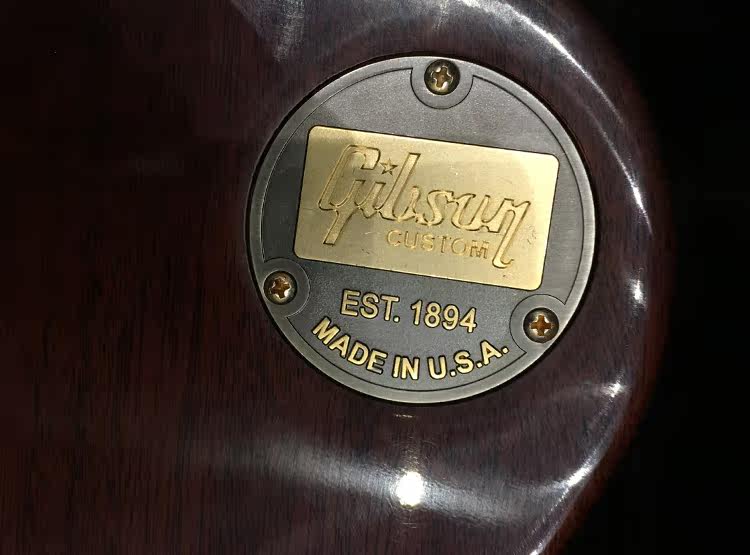 Gibson
CUSTOM
EST. 1894
MADE IN U.S.A.